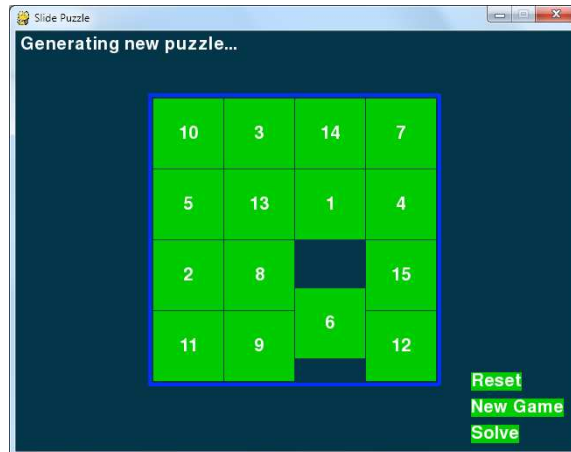 Slide Puzzle
Generating new puzzle...
10 3 14 7
5 13 1 4
2 8 15
6
11 9 12
Reset
New Game
Solve